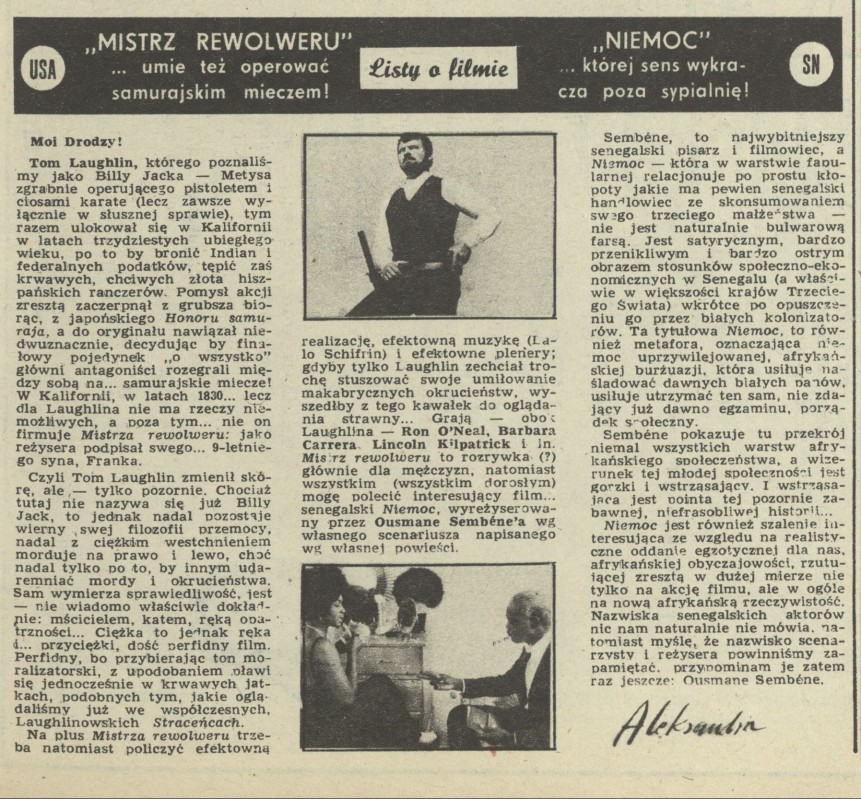 USA
„MISTRZ REWOLWERU”
... umie też operować
samurajskim mieczem!
Listy o filmie
„NIEMOC”
... której sens wykra-
cza poza sypialnię!
SN
Moi Drodzy!
Tom Laughlin, którego poznaliś-
my jako Billy Jacka — Metysa
zgrabnie operującego pistoletem i
ciosami karate (lecz zawsze wy-
łącznie w słusznej sprawie), tym
razem ulokował się w Kalifornii
w latach trzydziestych ubiegłego
wieku, po to by bronić Indian i
federalnych podatków, tępić zaś
krwawych, chciwych złota hisz-
pańskich ranczerów. Pomysł akcji
zresztą zaczerpnął z grubsza bio-
rąc, z japońskiego Honoru samu-
raja, a do oryginału nawiązał nie-
dwuznacznie, decydując by fina-
łowy pojedynek „o wszystko”
główni antagoniści rozegrali mię-
dzy sobą na... samurajskie miecze!
W Kalifornii, w latach 1830... lecz
dla Laughlina nie ma rzeczy nie-
możliwych, a poza tym... nie on
firmuje Mistrza rewolweru: jako
reżysera podpisał swego... 9-letnie-
go syna, Franka.
Czyli Tom Laughlin zmienił skó-
rę, ale — tylko pozornie. Chociaż
tutaj nie nazywa się już Billy
Jack, to jednak nadal pozostaje
wierny swej filozofii przemocy,
nadal z ciężkim westchnieniem
morduje na prawo i lewo, choć
nadal tylko po to, by innym uda-
remniać mordy i okrucieństwa.
Sam wymierza sprawiedliwość, jest
— nie wiadomo właściwie dokład-
nie: mścicielem, katem, ręką opa-
trzności... Ciężka to jednak ręka
i... przyciężki, dość perfidny film.
Perfidny, bo przybierając ton mo-
ralizatorski, z upodobaniem pławi
się jednocześnie w krwawych jat-
kach, podobnych tym, jakie oglą-
daliśmy już we współczesnych,
Laughlinowskich Straceńcach.
Na plus Mistrza rewolweru trze-
ba natomiast policzyć efektowną
realizację, efektowną muzykę (La-
lo Schifrin) i efektowne plenery;
gdyby tylko Laughlin zechciał tro-
chę stuszować swoje umiłowanie
makabrycznych okrucieństw, wy-
szedłby z tego kawałek do ogląda-
nia strawny... Grają — obok
Laughlina — Ron O'Neal, Barbara
Carrera, Lincoln Kilpatrick i in.
Mistrz rewolweru to rozrywka (?)
głównie dla mężczyzn, natomiast
wszystkim (wszystkim dorosłym)
mogę polecić interesujący film...
senegalski Niemoc, wyreżyserowa-
ny przez Ousmane Sembéne'a wg
własnego scenariusza napisanego
wg własnej powieści.
Sembéne, to najwybitniejszy
senegalski pisarz i filmowiec, a
Niemoc — która w warstwie fabu-
larnej relacjonuje po prostu kło-
poty jakie ma pewien senegalski
handlowiec ze skonsumowaniem
swego trzeciego małżeństwa —
nie jest naturalnie bulwarową
farsą. Jest satyrycznym, bardzo
przenikliwym i bardzo ostrym
obrazem stosunków społeczno-eko-
nomicznych w Senegalu (a właści-
wie w większości krajów Trzecie-
go Świata) wkrótce po opuszcze-
niu go przez białych kolonizato-
rów. Ta tytułowa Niemoc, to rów-
nież metafora, oznaczająca nie-
moc uprzywilejowanej, afrykań-
skiej burżuazji, która usiłuje na-
śladować dawnych białych panów,
usiłuje utrzymać ten sam, nie zda-
jący już dawno egzaminu, porzą-
dek społeczny.
Sembéne pokazuje tu przekrój
niemal wszystkich warstw afry-
kańskiego społeczeństwa, a wize-
runek tej młodej społeczności jest
gorzki i wstrząsający. I wstrząsa-
jąca jest pointa tej pozornie za-
bawnej, niefrasobliwej historii...
Niemoc jest również szalenie in-
teresująca ze względu na realisty-
czne oddanie egzotycznej dla nas,
afrykańskiej obyczajowości, rzutu-
jącej zresztą w dużej mierze nie
tylko na akcję filmu, ale w ogóle
na nową afrykańską rzeczywistość.
Nazwiska senegalskich aktorów
nic nam naturalnie nie mówią, na-
tomiast myślę, że nazwisko scena-
rzysty i reżysera powinniśmy za-
pamiętać, przypominam je zatem
raz jeszcze: Ousmane Sembéne.
Aleksandra